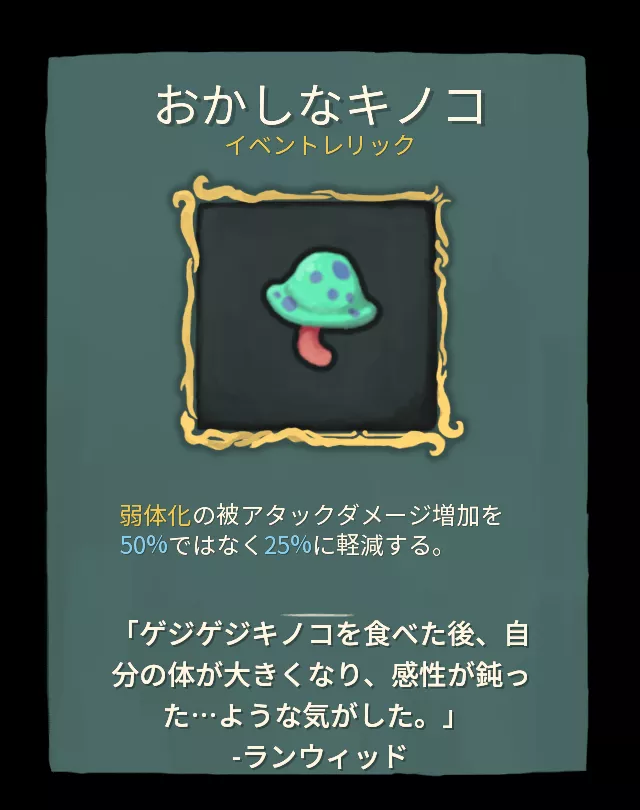 おかしなキノコ
イベントレリック
弱体化の被アタックダメージ増加を
50%ではなく25%に軽減する。
「ゲジゲジキノコを食べた後、自
分の体が大きくなり、感性が鈍っ
た…ような気がした。」
-ランウィッド